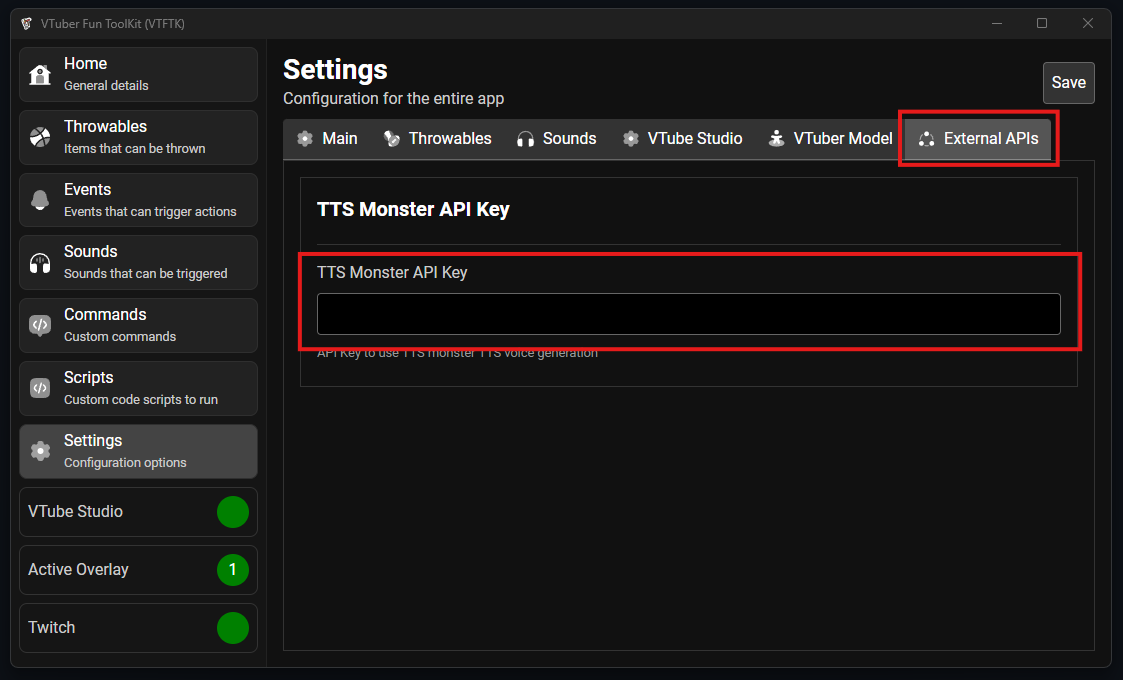 VTuber Fun ToolKit (VTFTK)
Home
General details
Throwables
Items that can be thrown
Events
Events that can trigger actions
Sounds
Sounds that can be triggered
Commands
Custom commands
Scripts
Custom code scripts to run
Settings
Configuration options
VTube Studio
Active Overlay 1
Twitch
Settings
Configuration for the entire app
Save
Main Throwables Sounds VTube Studio VTuber Model External APIs
TTS Monster API Key
TTS Monster API Key
API Key to use TTS monster TTS voice generation